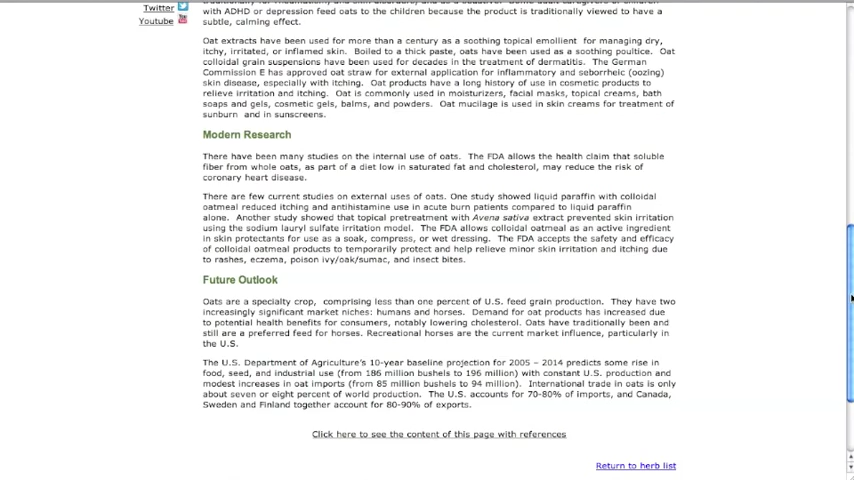 Twitter
Youtube
with ADHD or depression feed oats to the children because the product is traditionally viewed to have a
subtle, calming effect.
Oat extracts have been used for more than a century as a soothing topical emollient for managing dry,
itchy, irritated, or inflamed skin. Boiled to a thick paste, oats have been used as a soothing poultice. Oat
colloidal grain suspensions have been used for decades in the treatment of dermatitis. The German
Commission E has approved oat straw for external application for inflammatory and seborrheic (oozing)
skin disease, especially with itching. Oat products have a long history of use in cosmetic products to
relieve irritation and itching. Oat is commonly used in moisturizers, facial masks, topical creams, bath
soaps and gels, cosmetic gels, balms, and powders. Oat mucilage is used in skin creams for treatment of
sunburn and in sunscreens.
Modern Research
There have been many studies on the internal use of oats. The FDA allows the health claim that soluble
fiber from whole oats, as part of a diet low in saturated fat and cholesterol, may reduce the risk of
coronary heart disease.
There are few current studies on external uses of oats. One study showed liquid paraffin with colloidal
oatmeal reduced itching and antihistamine use in acute burn patients compared to liquid paraffin
alone. Another study showed that topical pretreatment with Avena sativa extract prevented skin irritation
using the sodium lauryl sulfate irritation model. The FDA allows colloidal oatmeal as an active ingredient
in skin protectants for use as a soak, compress, or wet dressing. The FDA accepts the safety and efficacy
of colloidal oatmeal products to temporarily protect and help relieve minor skin irritation and itching due
to rashes, eczema, poison ivy/oak/sumac, and insect bites.
Future Outlook
Oats are a specialty crop, comprising less than one percent of U.S. feed grain production. They have two
increasingly significant market niches: humans and horses. Demand for oat products has increased due
to potential health benefits for consumers, notably lowering cholesterol. Oats have traditionally been and
still are a preferred feed for horses. Recreational horses are the current market influence, particularly in
the U.S.
The U.S. Department of Agriculture's 10-year baseline projection for 2005 – 2014 predicts some rise in
food, seed, and industrial use (from 186 million bushels to 196 million) with constant U.S. production and
modest increases in oat imports (from 85 million bushels to 94 million). International trade in oats is only
about seven or eight percent of world production. The U.S. accounts for 70-80% of imports, and Canada,
Sweden and Finland together account for 80-90% of exports.
Click here to see the content of this page with references
Return to herb list